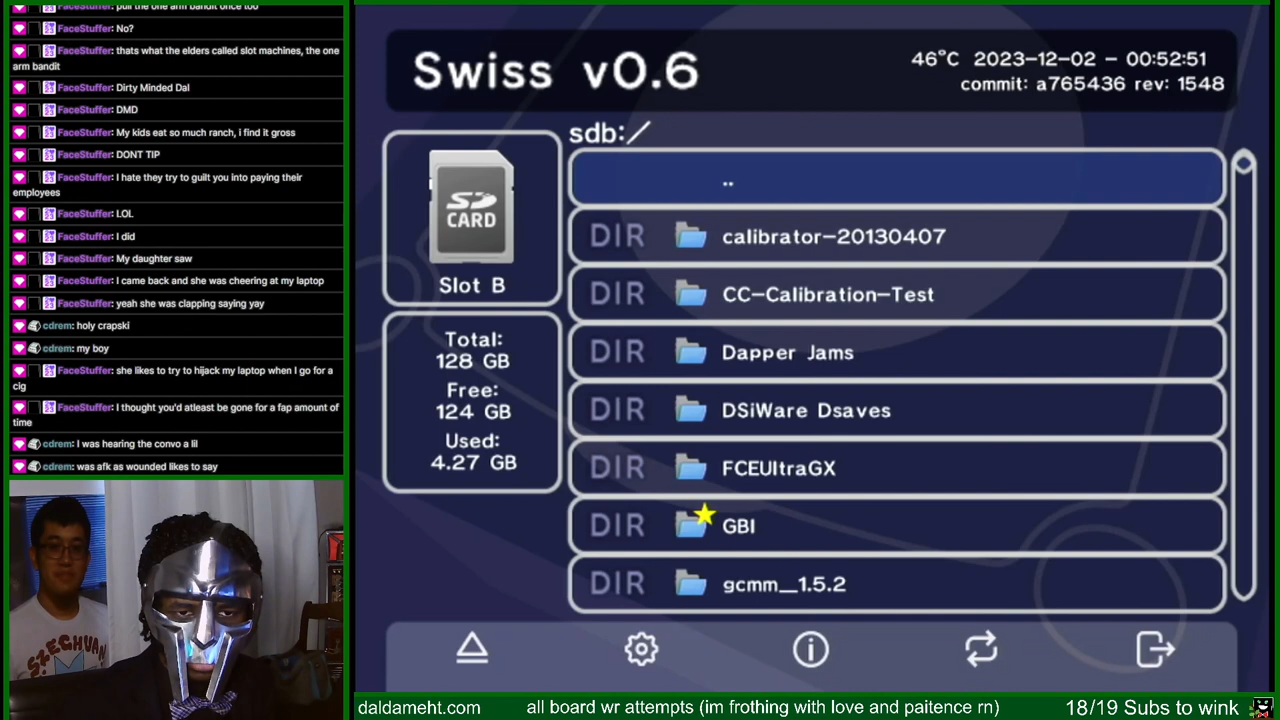 pull the one arm bandit once too
FaceStuffer: No?
FaceStuffer: thats what the elders called slot machines, the one
arm bandit
FaceStuffer: Dirty Minded Dal
FaceStuffer: DMD
FaceStuffer: My kids eat so much ranch, i find it gross
FaceStuffer: DONT TIP
FaceStuffer: I hate they try to guilt you into paying their
employees
FaceStuffer: LOL
FaceStuffer: I did
FaceStuffer: My daughter saw
FaceStuffer: I came back and she was cheering at my laptop
FaceStuffer: yeah she was clapping saying yay
cdrem: holy crapski
cdrem: my boy
FaceStuffer: she likes to try to hijack my laptop when I go for a
cig
FaceStuffer: I thought you'd atleast be gone for a fap amount of
time
cdrem: I was hearing the convo a lil
cdrem: was afk as wounded likes to say
SZECHUAN
Swiss v0.6
46°C 2023-12-02 - 00:52:51
commit: a765436 rev: 1548
SD
CARD
Slot B
Total:
128 GB
Free:
124 GB
Used:
4.27 GB
sdb:/
..
DIR calibrator-20130407
DIR CC-Calibration-Test
DIR Dapper Jams
DIR DSiWare Dsaves
DIR FCEUltraGX
DIR GBI
DIR gcmm_1.5.2
daldameht.com all board wr attempts (im frothing with love and paitence rn) 18/19 Subs to wink